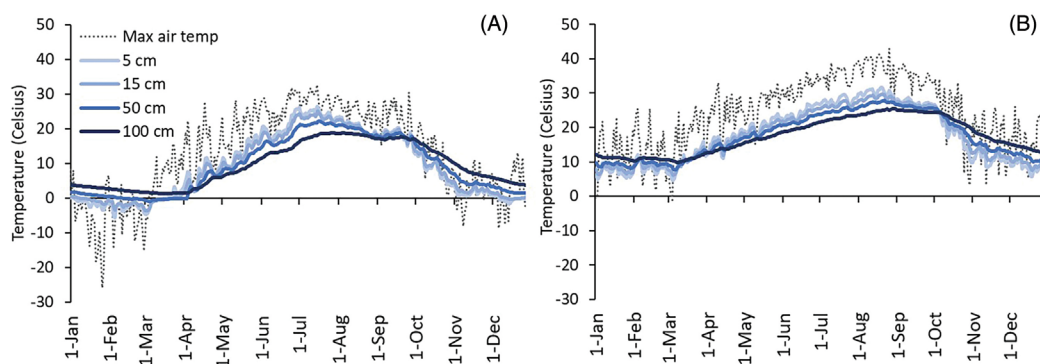 (A)
Temperature (Celsius)
50
40
30
20
10
0
-10
-20
-30
Max air temp
5 cm
15 cm
50 cm
100 cm
1-Jan
1-Feb
1-Mar
1-Apr
1-May
1-Jun
1-Jul
1-Aug
1-Sep
1-Oct
1-Nov
1-Dec
(B)
Temperature (Celsius)
50
40
30
20
10
0
-10
-20
-30
1-Jan
1-Feb
1-Mar
1-Apr
1-May
1-Jun
1-Jul
1-Aug
1-Sep
1-Oct
1-Nov
1-Dec